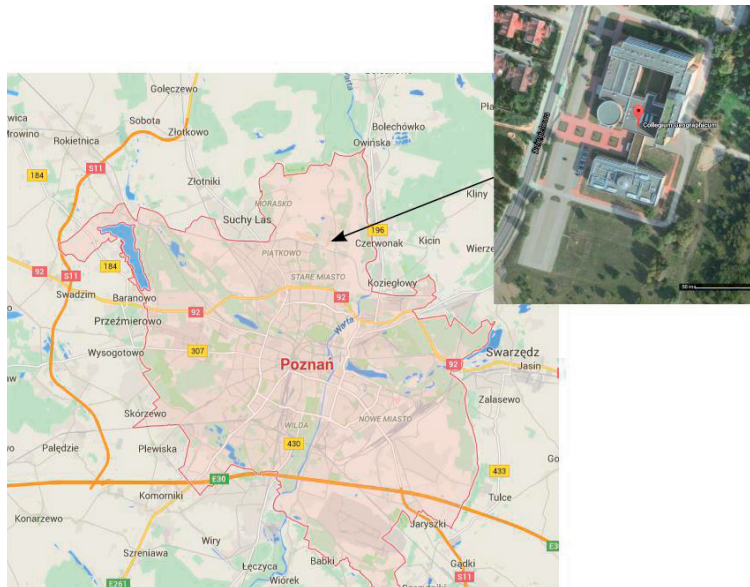 Golęczewo
Sobota
Złotkowo
Rokietnica
184
S11
Złotniki
Bolechówko
Owińska
Kliny
Suchy Las
MORASKO
196
Czerwonak
Kicin
PIĄTKOWO
STARE MIASTO
Koziegłowy
92
S11
184
Swadzim
Baranowo
92
92
Przeźmierowo
Warta
Wysogotowo
307
Poznań
92
Swarzędz
Jasin
Skórzewo
Zalasewo
NOWE MIASTO
WILDA
Palędzie
Plewiska
430
433
E30
Komorniki
Tulce
Konarzewo
Jaryszki
Szreniawa
Wiry
Łęczyca
Babki
Gądki
Wiórek
S11
E261
Collegium Geographicum